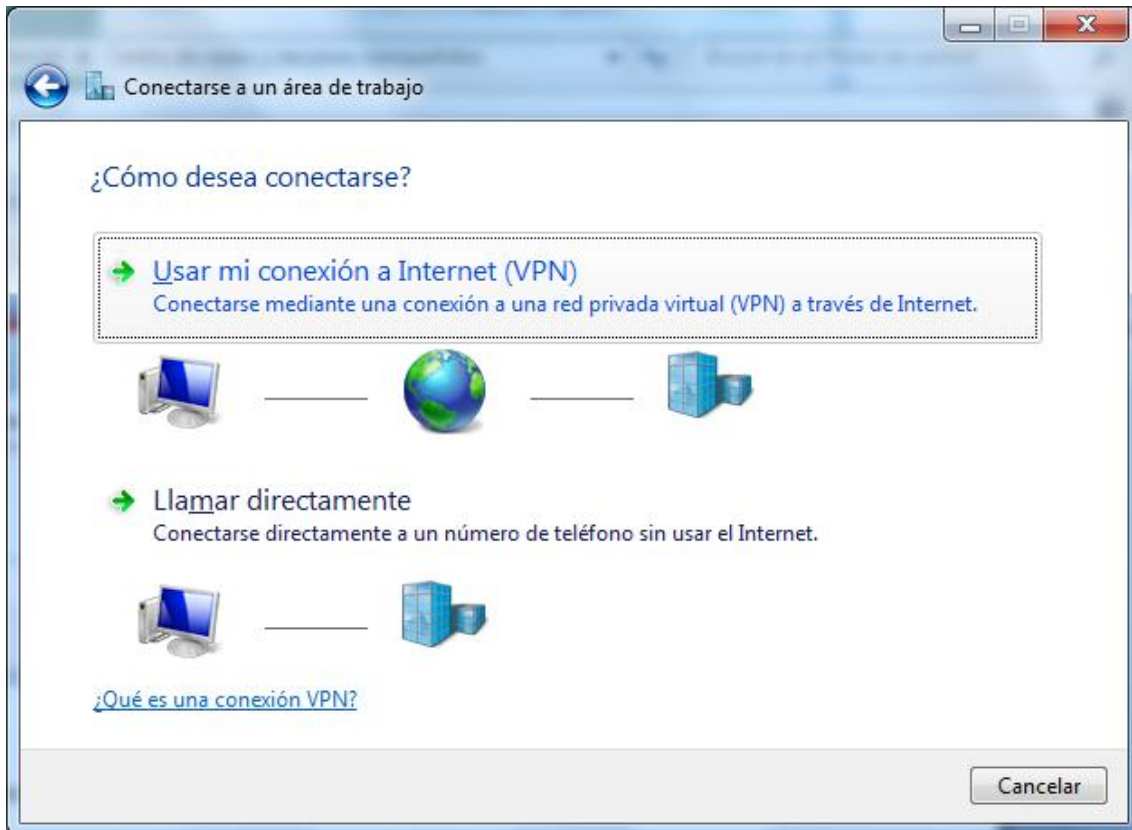 Conectarse a un área de trabajo
¿Cómo desea conectarse?
Usar mi conexión a Internet (VPN)
Conectarse mediante una conexión a una red privada virtual (VPN) a través de Internet.
Llamar directamente
Conectarse directamente a un número de teléfono sin usar el Internet.
¿Qué es una conexión VPN?
Cancelar